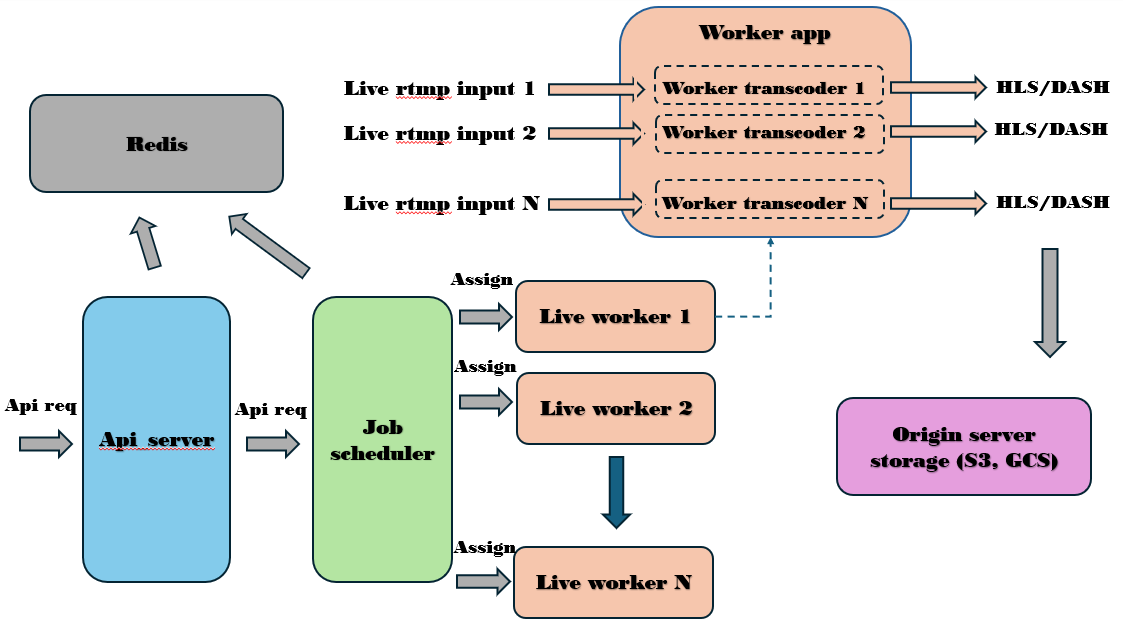 Worker app
Live rtmp input 1
Worker transcoder 1
HLS/DASH
Live rtmp input 2
Worker transcoder 2
HLS/DASH
Live rtmp input N
Worker transcoder N
HLS/DASH
Redis
Api req
Api_server
Api req
Job
scheduler
Assign
Live worker 1
Assign
Live worker 2
Assign
Live worker N
Origin server
storage (S3, GCS)